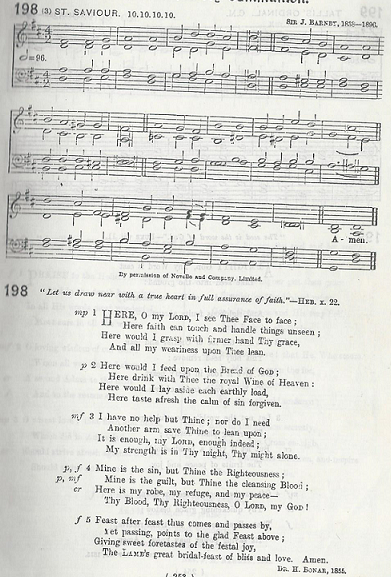 198 (3) ST. SAVIOUR. 10.10.10.10.
SIR J. BARNBY, 1838—1896.
=96.
A - men.
By permission of Novello and Company, Limited.
198 "Let us draw near with a true heart in full assurance of faith."—HEB. x. 22.
mp 1 HERE, O my LORD, I see Thee Face to face;
Here faith can touch and handle things unseen;
Here would I grasp with firmer hand Thy grace,
And all my weariness upon Thee lean.
p 2 Here would I feed upon the Bread of GOD;
Here drink with Thee the royal Wine of Heaven:
Here would I lay aside each earthly load,
Here taste afresh the calm of sin forgiven.
mf 3 I have no help but Thine; nor do I need
Another arm save Thine to lean upon;
It is enough, my LORD, enough indeed;
My strength is in Thy might, Thy might alone.
p, f 4 Mine is the sin, but Thine the Righteousness;
p, mf Mine is the guilt, but Thine the cleansing Blood;
cr Here is my robe, my refuge, and my peace—
Thy Blood, Thy Righteousness, O LORD, my GOD!
f 5 Feast after feast thus comes and passes by,
Yet passing, points to the glad Feast above;
Giving sweet foretastes of the festal joy,
The LAMB's great bridal-feast of bliss and love. Amen.
DR. H. BONAR, 1855.